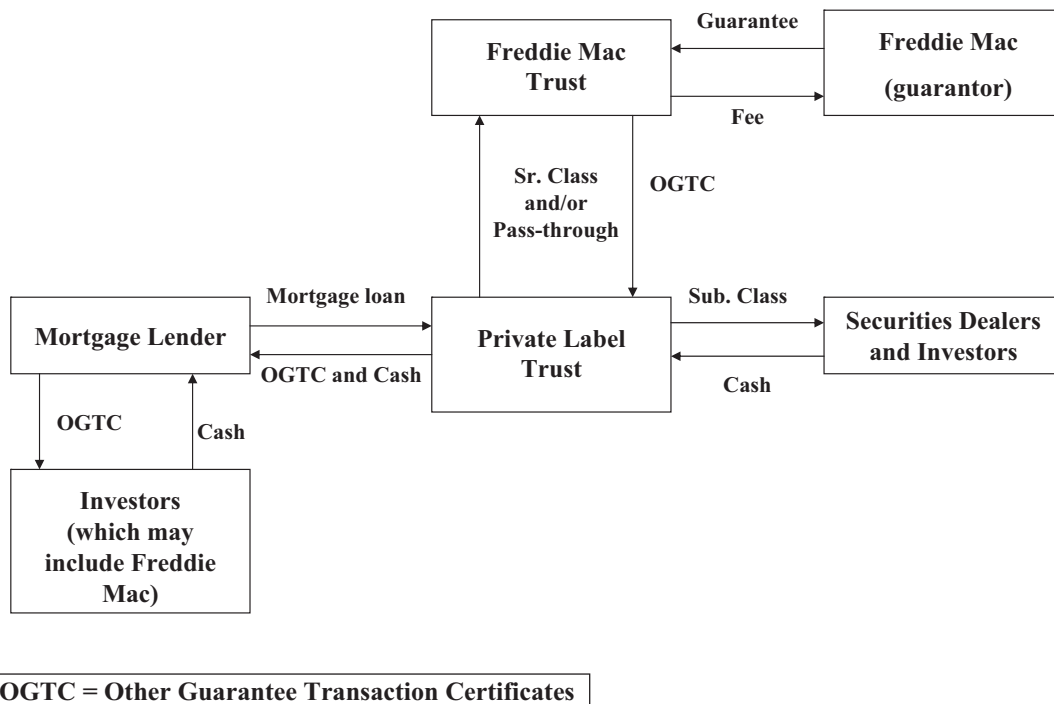 Guarantee
Freddie Mac
Trust
Freddie Mac
(guarantor)
Fee
Sr. Class
and/or
Pass-through
OGTC
Mortgage loan
Mortgage Lender
OGTC and Cash
Private Label
Trust
Sub. Class
Cash
Securities Dealers
and Investors
OGTC
Cash
Investors
(which may
include Freddie
Mac)
OGTC = Other Guarantee Transaction Certificates